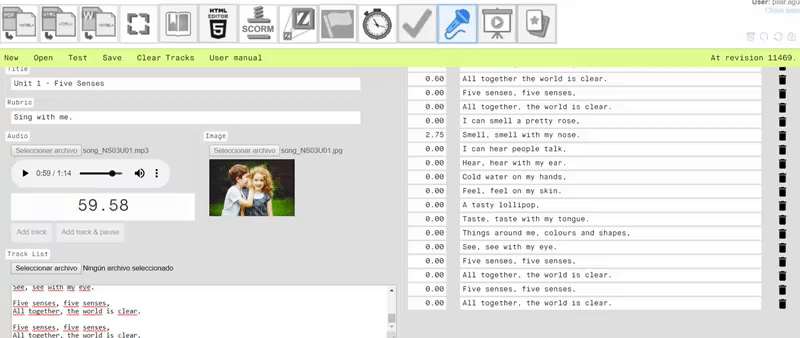 User: pilar.agu
PDF HTML5 W HTML EDITOR SCORM
New Open Test Save Clear Tracks User manual At revision 11469.
Title
Unit 1 - Five Senses
Rubric
Sing with me.
Audio
Seleccionar archivo song_NS03U01.mp3
0:59 / 1:14
59.58
Add track Add track & pause
Image
Seleccionar archivo song_NS03U01.jpg
Track List
Seleccionar archivo Ningún archivo seleccionado
See, see with my eye.
Five senses, five senses,
All together, the world is clear.
Five senses, five senses,
All together, the world is clear.
0.60 All together the world is clear.
0.00 Five senses, five senses,
0.00 All together, the world is clear.
0.00 I can smell a pretty rose,
2.75 Smell, smell with my nose.
0.00 I can hear people talk,
0.00 Hear, hear with my ear.
0.00 Cold water on my hands,
0.00 Feel, feel on my skin.
0.00 A tasty lollipop,
0.00 Taste, taste with my tongue.
0.00 Things around me, colours and shapes,
0.00 See, see with my eye.
0.00 Five senses, five senses,
0.00 All together, the world is clear.
0.00 Five senses, five senses,
0.00 All together, the world is clear.